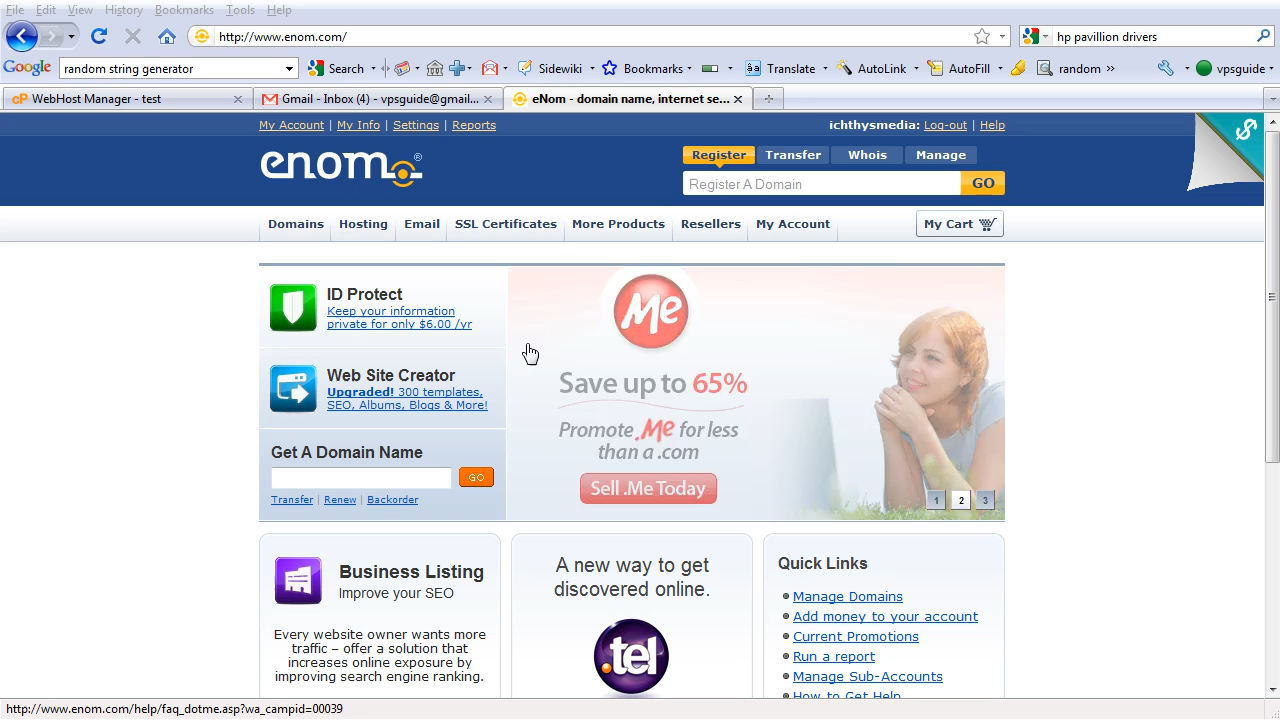 File Edit View History Bookmarks Tools Help
http://www.enom.com/
hp pavillion drivers
Google random string generator Search Sidewiki Bookmarks Translate AutoLink AutoFill random » vpsguide
cP WebHost Manager - test
Gmail - Inbox (4) - vpsguide@gmail...
eNom - domain name, internet se...
My Account | My Info | Settings | Reports
ichthysmedia: Log-out | Help
enom®
Register Transfer Whois Manage
Register A Domain GO
$
Domains Hosting Email SSL Certificates More Products Resellers My Account My Cart
ID Protect
Keep your information
private for only $6.00 /yr
Web Site Creator
Upgraded! 300 templates,
SEO, Albums, Blogs & More!
Get A Domain Name
GO
Transfer | Renew | Backorder
Me
Save up to 65%
Promote .Me for less
than a .com
Sell .Me Today
1 2 3
Business Listing
Improve your SEO
Every website owner wants more
traffic – offer a solution that
increases online exposure by
improving search engine ranking.
A new way to get
discovered online.
.tel
Quick Links
Manage Domains
Add money to your account
Current Promotions
Run a report
Manage Sub-Accounts
How to Get Help
http://www.enom.com/help/faq_dotme.asp?wa_campid=00039